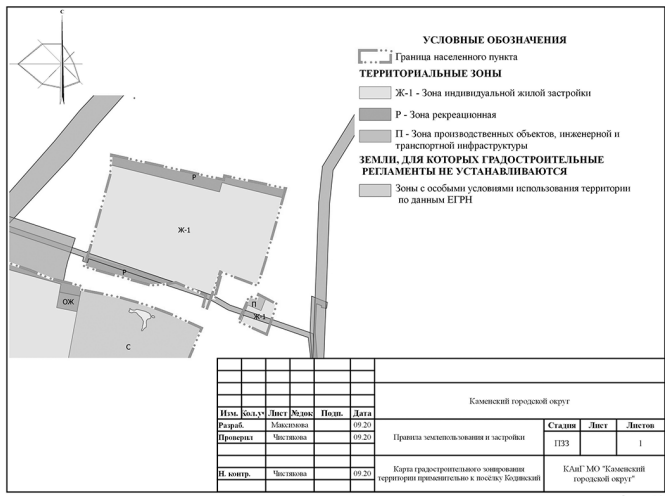 с
УСЛОВНЫЕ ОБОЗНАЧЕНИЯ
Граница населенного пункта
ТЕРРИТОРИАЛЬНЫЕ ЗОНЫ
Ж-1 - Зона индивидуальной жилой застройки
Р - Зона рекреационная
П - Зона производственных объектов, инженерной и
транспортной инфраструктуры
ЗЕМЛИ, ДЛЯ КОТОРЫХ ГРАДОСТРОИТЕЛЬНЫЕ
РЕГЛАМЕНТЫ НЕ УСТАНАВЛИВАЮТСЯ
Зоны с особыми условиями использования территории
по данным ЕГРН
Р
Ж-1
Р
ОЖ
П
Ж-1
С
Каменский городской округ
Изм. Кол.уч Лист №док Подп. Дата
Разраб. Максимова 09.20
Проверил Чистякова 09.20
Правила землепользования и застройки
Стадия Лист Листов
ПЗЗ 1
Н. контр. Чистякова 09.20
Карта градостроительного зонирования
территории применительно к посёлку Кодинский
КАиГ МО "Каменский
городской округ"